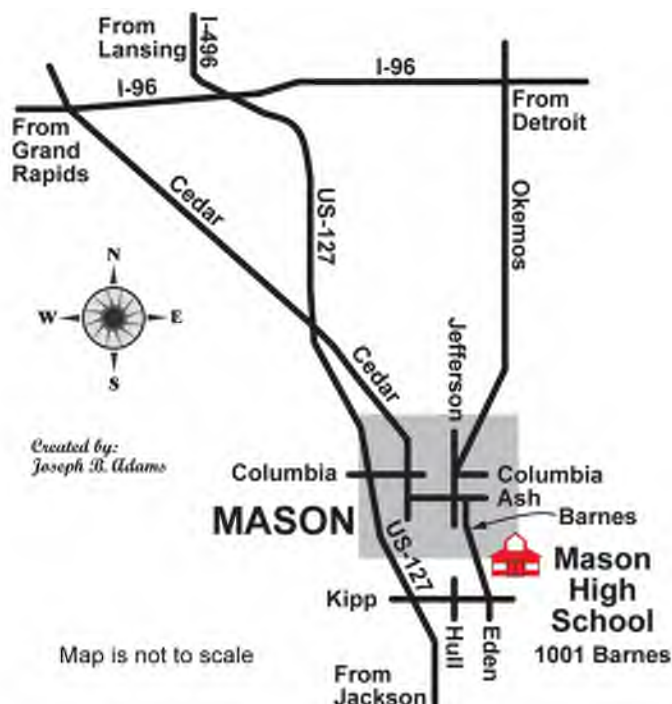 From
Lansing
I-496
I-96
I-96
From
Grand
Rapids
From
Detroit
Cedar
US-127
Okemos
N
W
E
S
Jefferson
Cedar
Created by:
Joseph B. Adams
Columbia
Columbia
Ash
MASON
Barnes
US-127
Mason
High
School
1001 Barnes
Kipp
Hull
Eden
Map is not to scale
From
Jackson